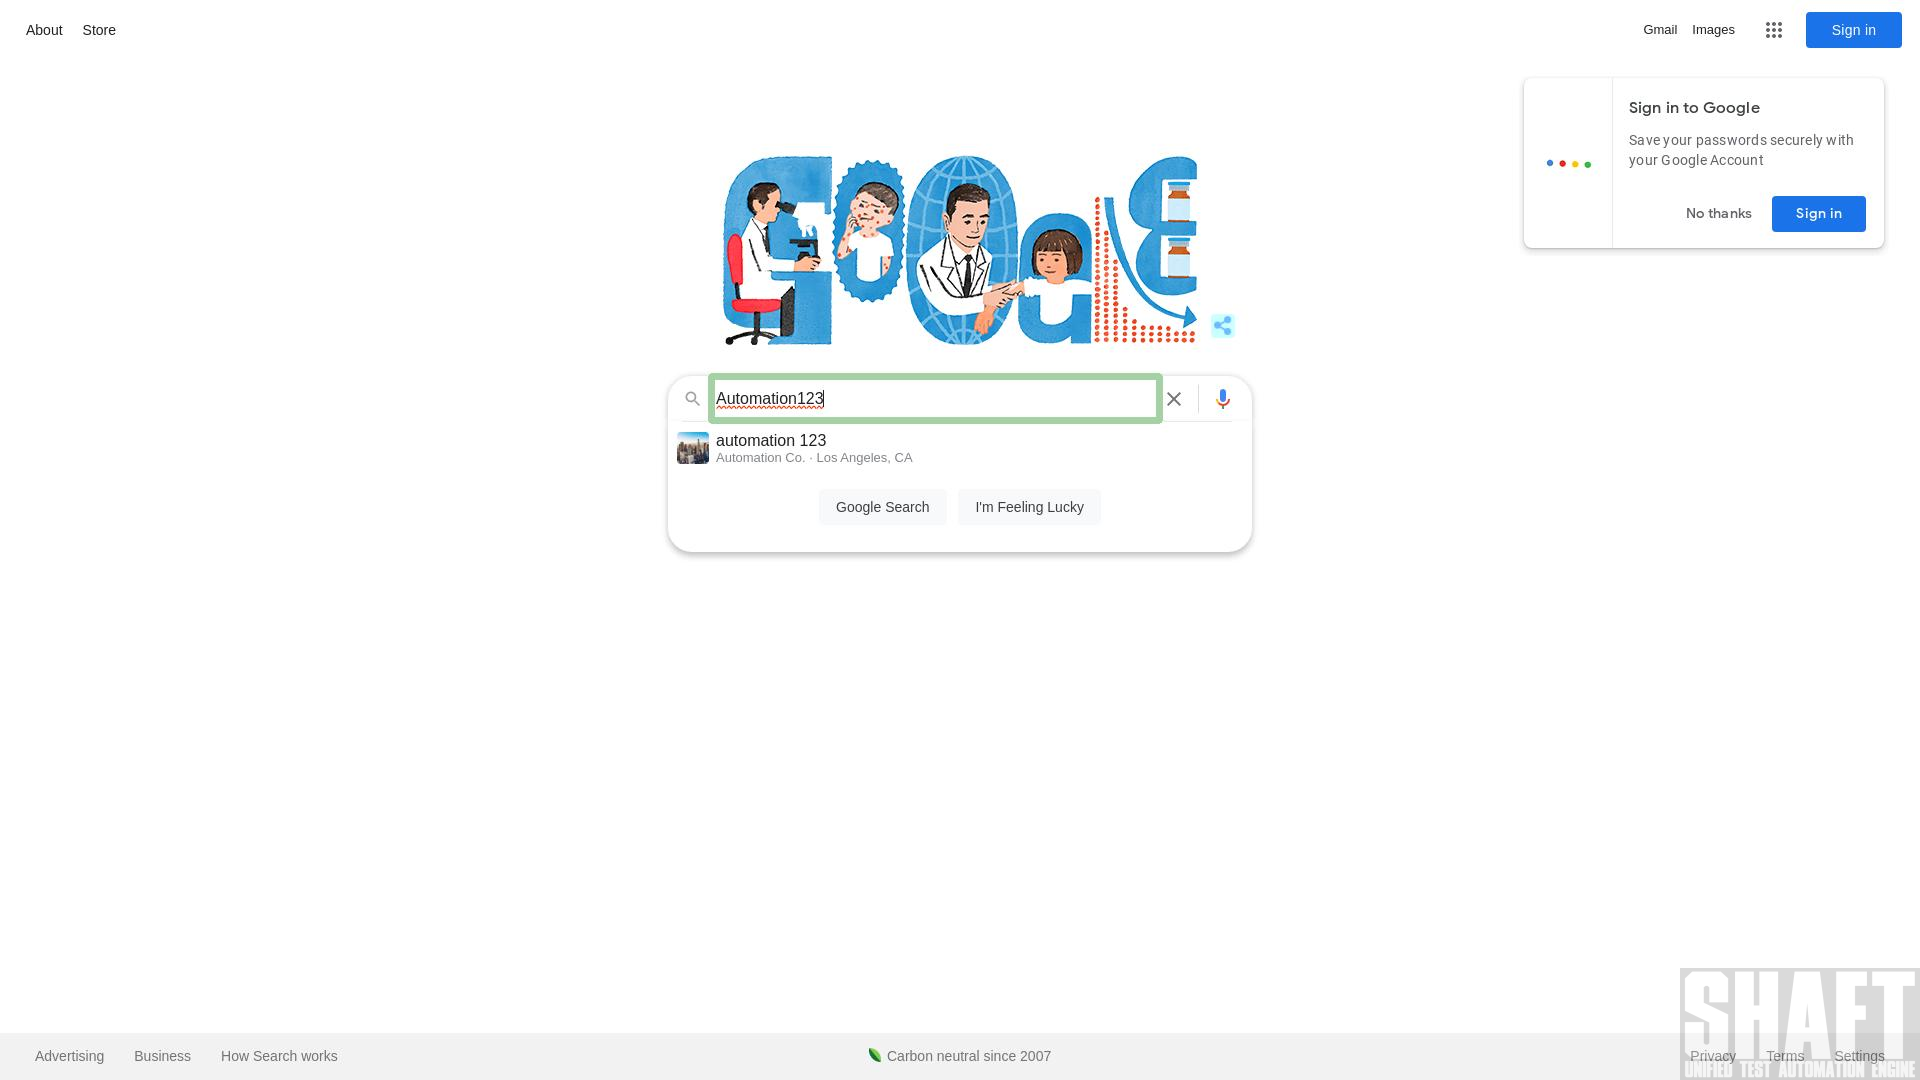 About Store
Gmail Images Sign in
Sign in to Google
Save your passwords securely with
your Google Account
No thanks Sign in
Automation123
automation 123
Automation Co. · Los Angeles, CA
Google Search I'm Feeling Lucky
SHAFT
UNIFIED TEST AUTOMATION ENGINE
Advertising Business How Search works Carbon neutral since 2007 Privacy Terms Settings